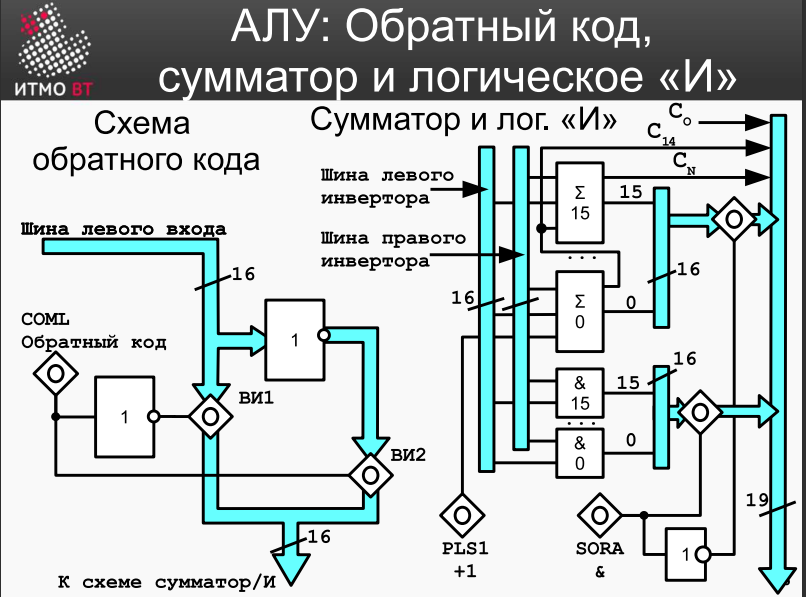 АЛУ: Обратный код,
сумматор и логическое «И»
ИТМО ВТ
Схема
обратного кода
Шина левого входа
16
COML
Обратный код
1
1
ВИ1
ВИ2
16
К схеме сумматор/И
Сумматор и лог. «И»
C0
C14
CN
Шина левого
инвертора
Шина правого
инвертора
Σ
15
15
...
16
16
Σ
0
0
&
15
15
16
...
&
0
0
19
PLS1
+1
SORA
&
1